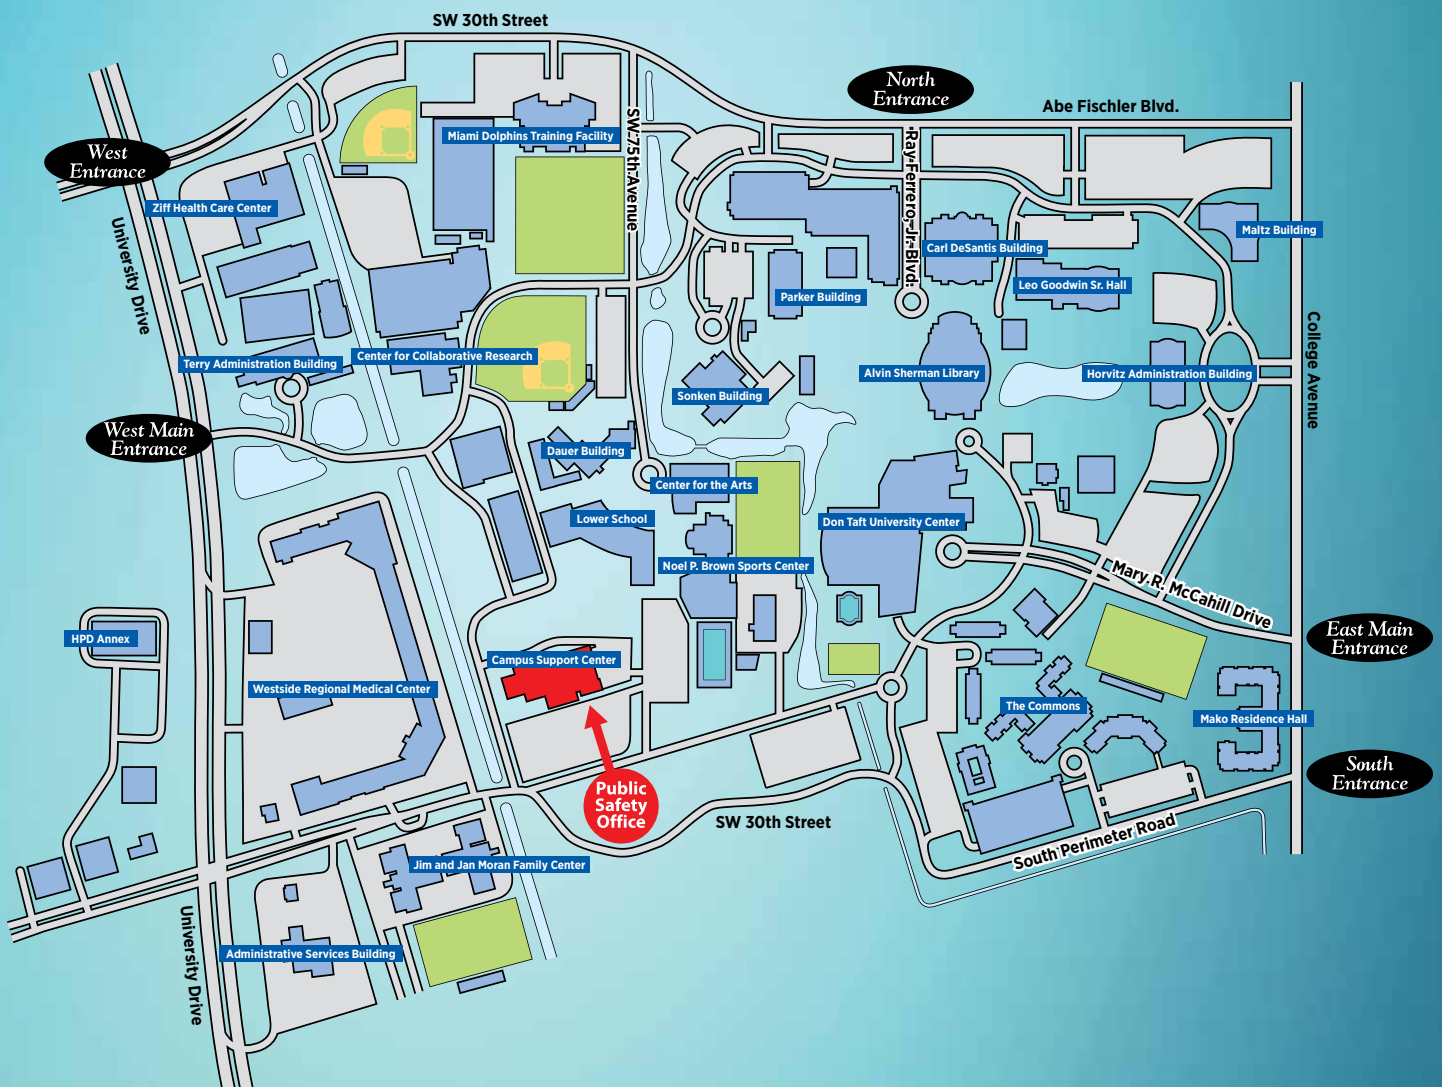 SW 30th Street
North
Entrance
Abe Fischler Blvd.
Miami Dolphins Training Facility
SW 75th Avenue
Ray Ferrero, Jr. Blvd.
West
Entrance
Ziff Health Care Center
University Drive
Maltz Building
Carl DeSantis Building
Leo Goodwin Sr. Hall
Parker Building
College Avenue
Terry Administration Building
Center for Collaborative Research
Alvin Sherman Library
Horvitz Administration Building
Sonken Building
West Main
Entrance
Dauer Building
Center for the Arts
Lower School
Don Taft University Center
Noel P. Brown Sports Center
Mary R. McCahill Drive
HPD Annex
East Main
Entrance
Campus Support Center
Westside Regional Medical Center
The Commons
Mako Residence Hall
South
Entrance
Public
Safety
Office
SW 30th Street
South Perimeter Road
Jim and Jan Moran Family Center
University Drive
Administrative Services Building